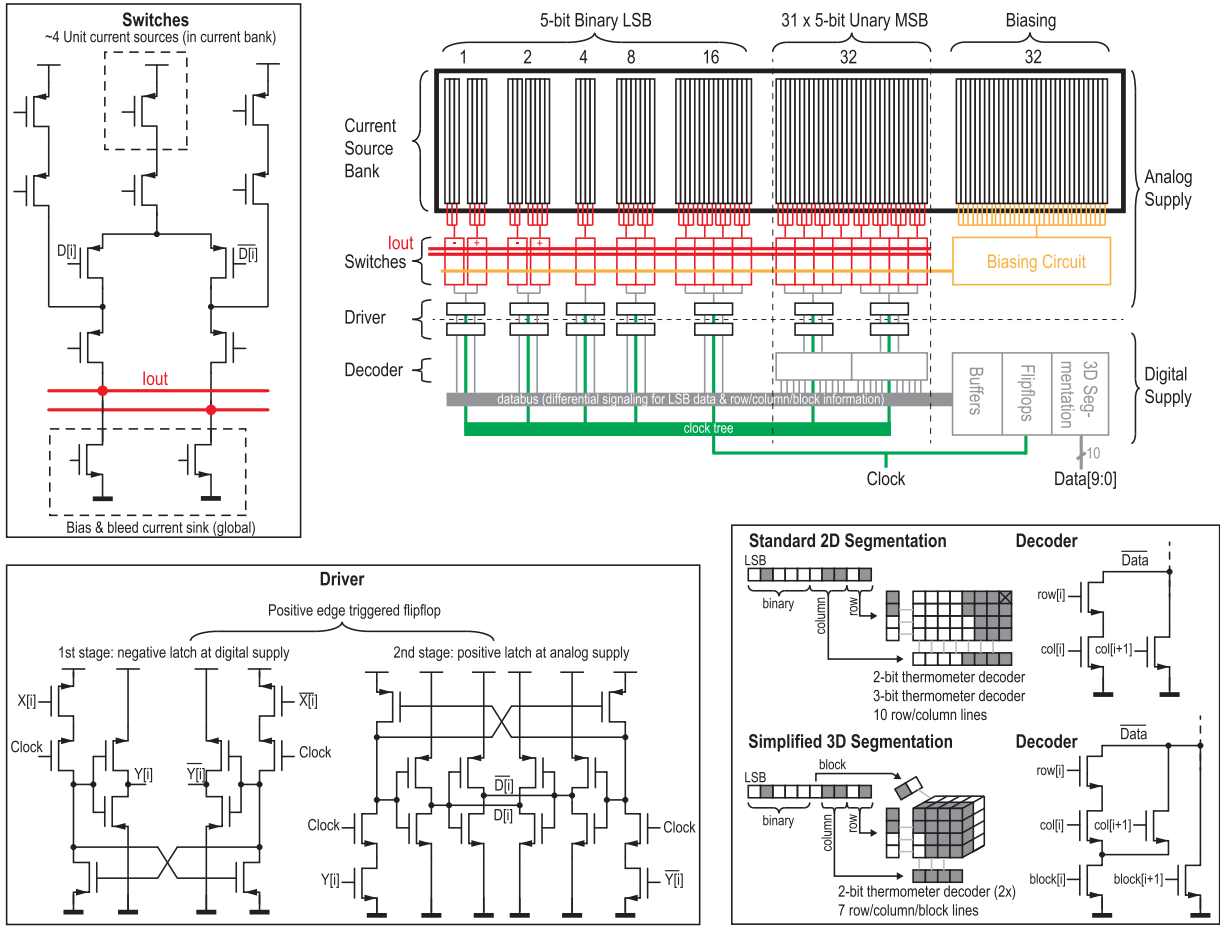 Switches
~4 Unit current sources (in current bank)
D[i]
D̅[̅i̅]̅
Iout
Bias & bleed current sink (global)
5-bit Binary LSB
31 x 5-bit Unary MSB
Biasing
1
2
4
8
16
32
32
Current
Source
Bank
Analog
Supply
Iout
Switches
-
+
-
+
Biasing Circuit
Driver
Decoder
Digital
Supply
Buffers
Flipflops
3D Seg-
mentation
databus (differential signaling for LSB data & row/column/block information)
clock tree
10
Clock
Data[9:0]
Driver
Positive edge triggered flipflop
1st stage: negative latch at digital supply
2nd stage: positive latch at analog supply
X[i]
X̅[̅i̅]̅
Clock
Clock
Y[i]
Y̅[̅i̅]̅
D̅[̅i̅]̅
D[i]
Clock
Clock
Y[i]
Y̅[̅i̅]̅
Standard 2D Segmentation
Decoder
LSB
binary
column
row
2-bit thermometer decoder
3-bit thermometer decoder
10 row/column lines
D̅a̅t̅a̅
row[i]
col[i]
col[i+1]
Simplified 3D Segmentation
Decoder
block
LSB
binary
column
row
2-bit thermometer decoder (2x)
7 row/column/block lines
D̅a̅t̅a̅
row[i]
col[i]
col[i+1]
block[i]
block[i+1]